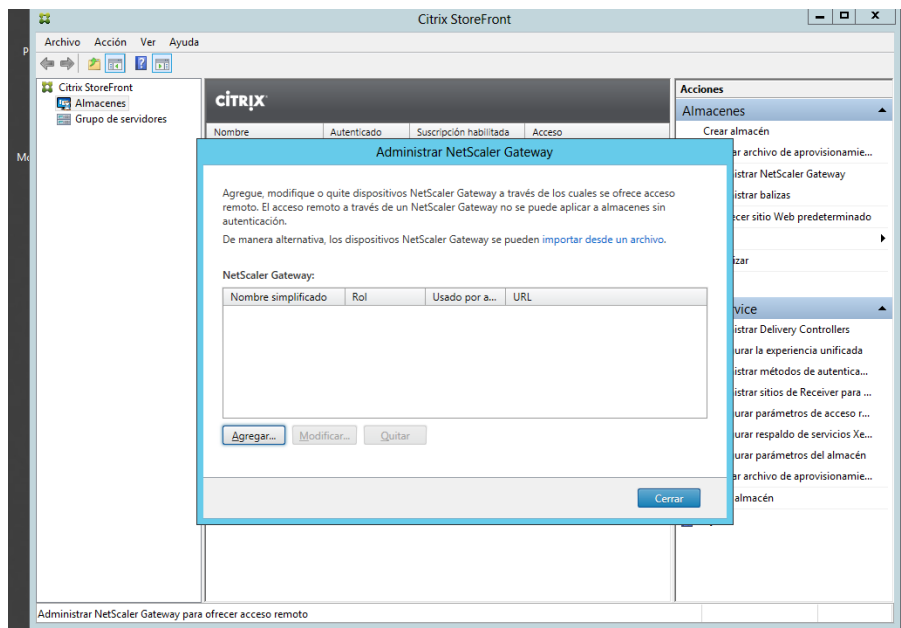 Citrix StoreFront
Archivo Acción Ver Ayuda
Citrix StoreFront
Almacenes
Grupo de servidores
CİTRIX
Nombre Autenticado Suscripción habilitada Acceso
Acciones
Almacenes
Crear almacén
ar archivo de aprovisionamie...
istrar NetScaler Gateway
istrar balizas
ecer sitio Web predeterminado
izar
vice
istrar Delivery Controllers
urar la experiencia unificada
istrar métodos de autentica...
istrar sitios de Receiver para ...
urar parámetros de acceso r...
urar respaldo de servicios Xe...
urar parámetros del almacén
ar archivo de aprovisionamie...
almacén
Administrar NetScaler Gateway
Agregue, modifique o quite dispositivos NetScaler Gateway a través de los cuales se ofrece acceso
remoto. El acceso remoto a través de un NetScaler Gateway no se puede aplicar a almacenes sin
autenticación.
De manera alternativa, los dispositivos NetScaler Gateway se pueden importar desde un archivo.
NetScaler Gateway:
Nombre simplificado Rol Usado por a... URL
Agregar... Modificar... Quitar
Cerrar
Administrar NetScaler Gateway para ofrecer acceso remoto